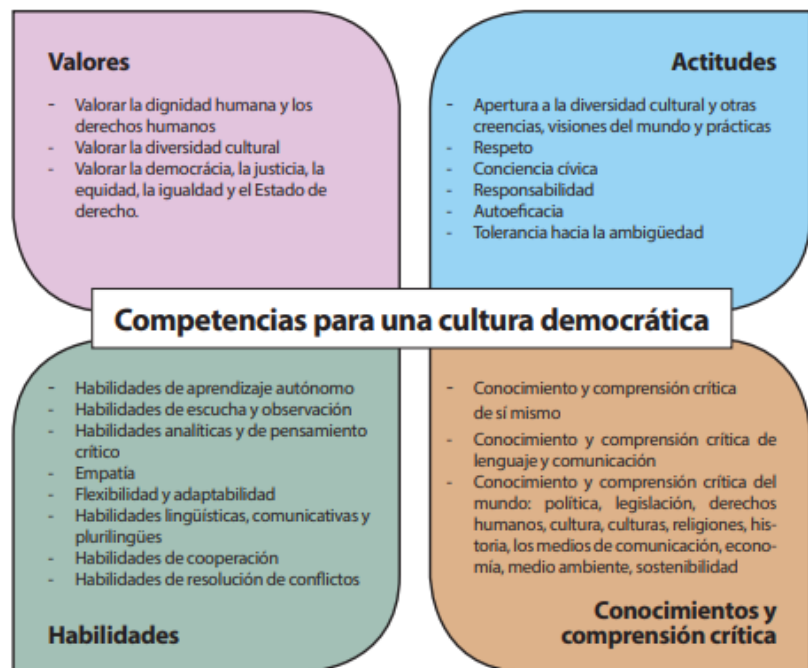 Valores
- Valorar la dignidad humana y los
derechos humanos
- Valorar la diversidad cultural
- Valorar la democrácia, la justicia, la
equidad, la igualdad y el Estado de
derecho.
Actitudes
- Apertura a la diversidad cultural y otras
creencias, visiones del mundo y prácticas
- Respeto
- Conciencia cívica
- Responsabilidad
- Autoeficacia
- Tolerancia hacia la ambigüedad
Competencias para una cultura democrática
- Habilidades de aprendizaje autónomo
- Habilidades de escucha y observación
- Habilidades analíticas y de pensamiento
crítico
- Empatía
- Flexibilidad y adaptabilidad
- Habilidades lingüísticas, comunicativas y
plurilingües
- Habilidades de cooperación
- Habilidades de resolución de conflictos
Habilidades
- Conocimiento y comprensión crítica
de sí mismo
- Conocimiento y comprensión crítica de
lenguaje y comunicación
- Conocimiento y comprensión crítica del
mundo: política, legislación, derechos
humanos, cultura, culturas, religiones, his-
toria, los medios de comunicación, econo-
mía, medio ambiente, sostenibilidad
Conocimientos y
comprensión crítica